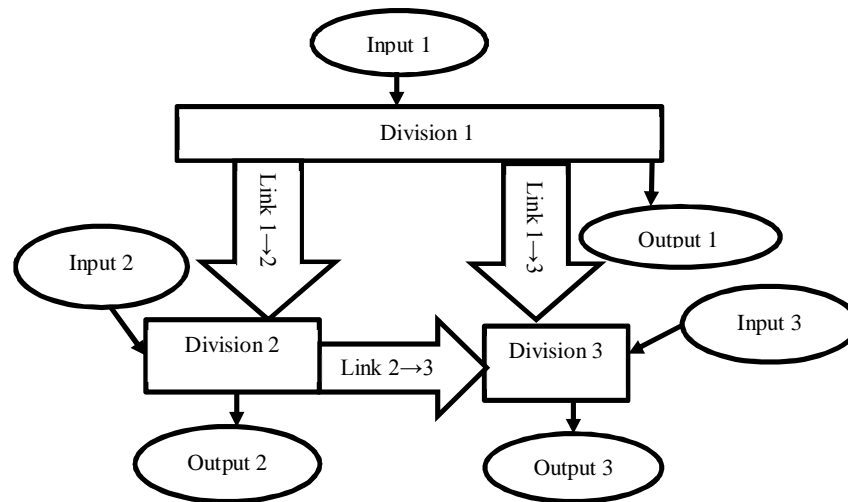 Input 1
Division 1
Link 1→2
Link 1→3
Output 1
Input 2
Input 3
Division 2
Division 3
Link 2→3
Output 2
Output 3